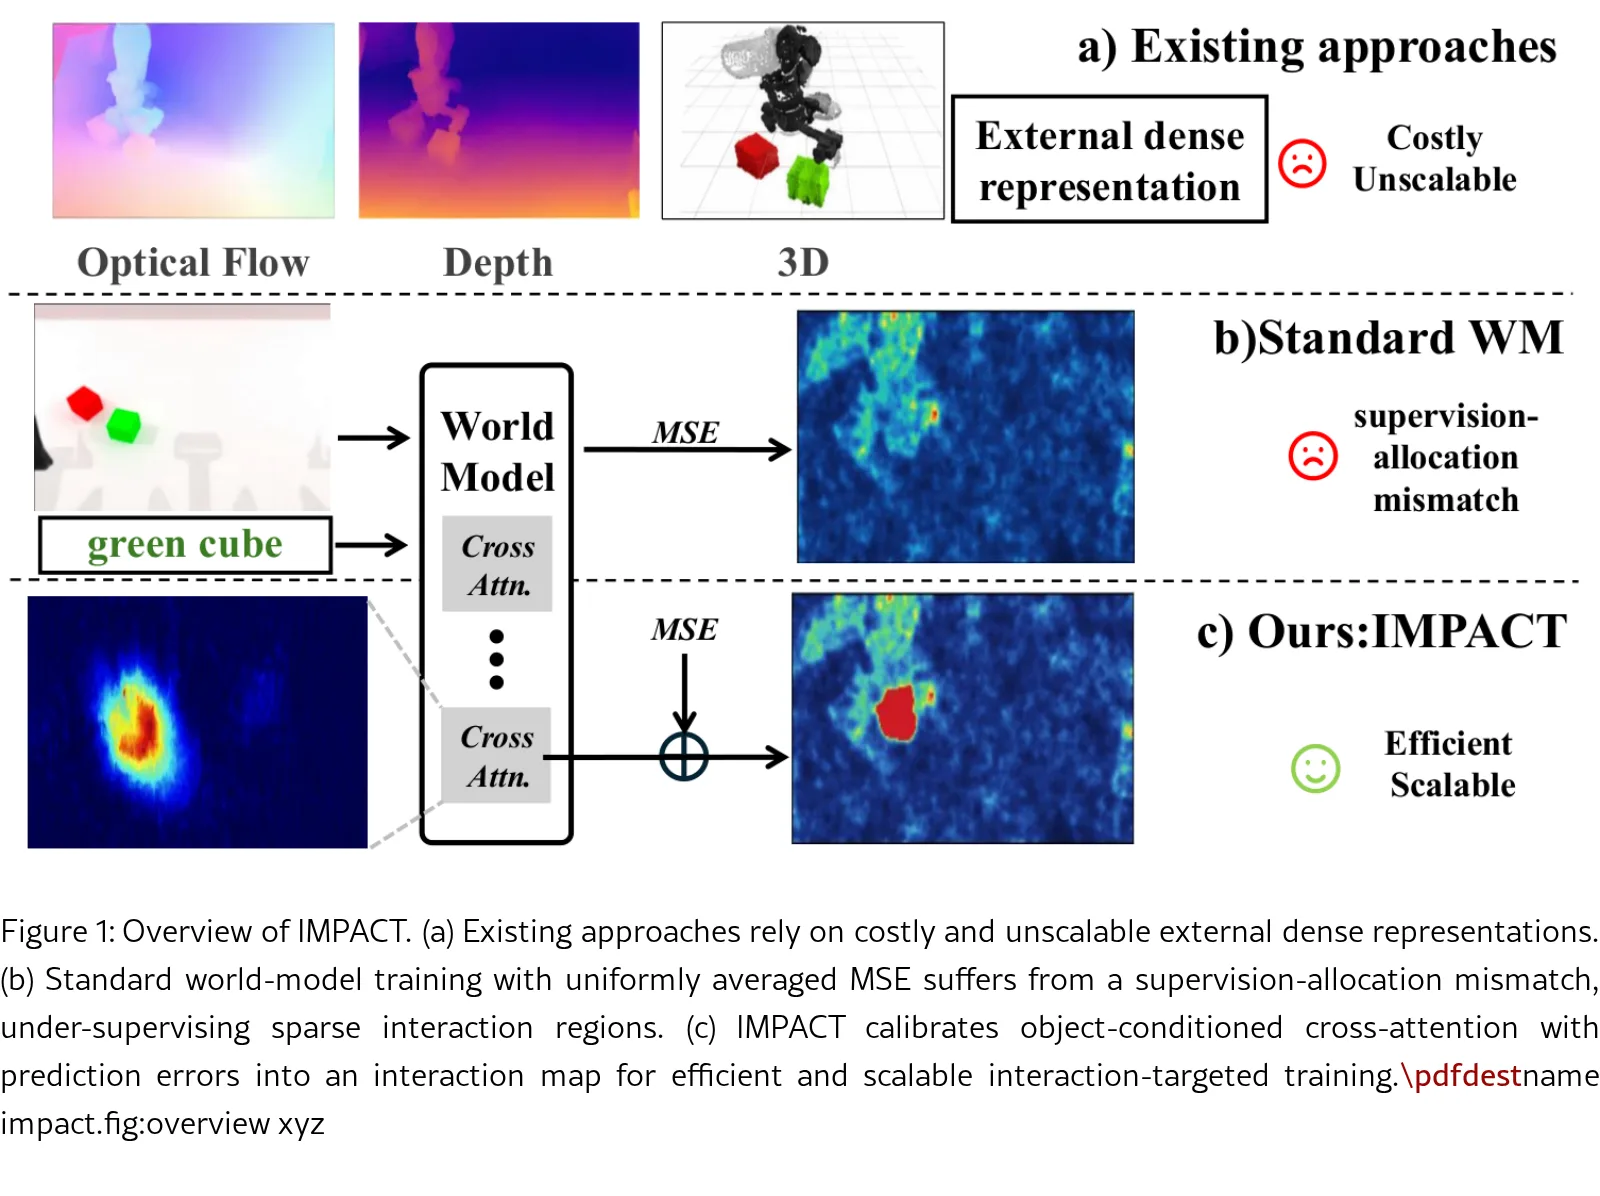 a) Existing approaches
External dense
representation
Costly
Unscalable
Optical Flow
Depth
3D
b)Standard WM
World
Model
MSE
supervision-
allocation
mismatch
green cube
Cross
Attn.
c) Ours:IMPACT
MSE
Cross
Attn.
Efficient
Scalable
Figure 1: Overview of IMPACT. (a) Existing approaches rely on costly and unscalable external dense representations.
(b) Standard world-model training with uniformly averaged MSE suffers from a supervision-allocation mismatch,
under-supervising sparse interaction regions. (c) IMPACT calibrates object-conditioned cross-attention with
prediction errors into an interaction map for efficient and scalable interaction-targeted training.\pdfdestname
impact.fig:overview xyz